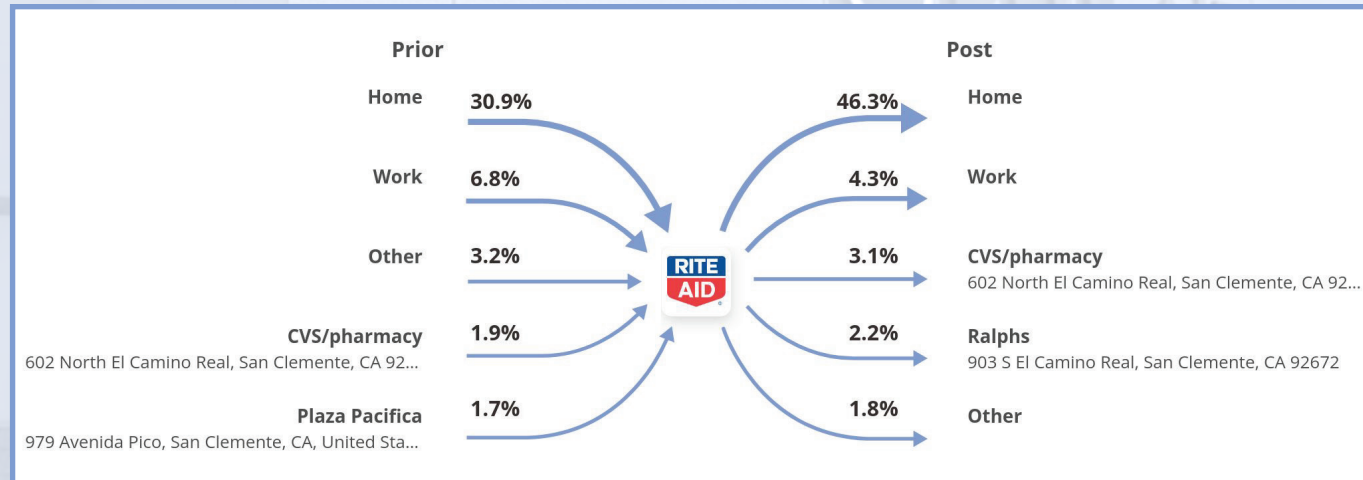 Prior
Home
30.9%
Work
6.8%
Other
3.2%
CVS/pharmacy
1.9%
602 North El Camino Real, San Clemente, CA 92...
Plaza Pacifica
1.7%
979 Avenida Pico, San Clemente, CA, United Sta...
RITE
AID
Post
46.3%
Home
4.3%
Work
3.1%
CVS/pharmacy
602 North El Camino Real, San Clemente, CA 92...
2.2%
Ralphs
903 S El Camino Real, San Clemente, CA 92672
1.8%
Other